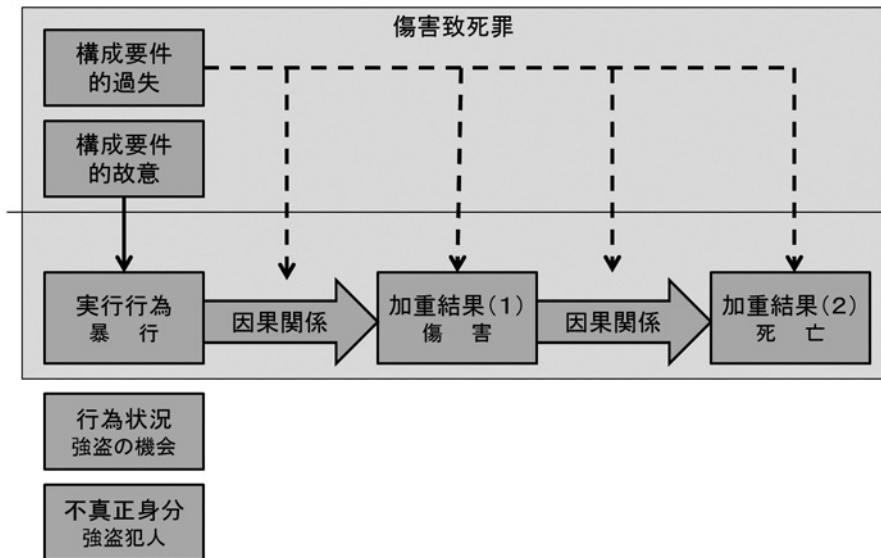 傷害致死罪
構成要件
的過失
構成要件
的故意
実行行為
暴　行
因果関係
加重結果(1)
傷　害
因果関係
加重結果(2)
死　亡
行為状況
強盗の機会
不真正身分
強盗犯人